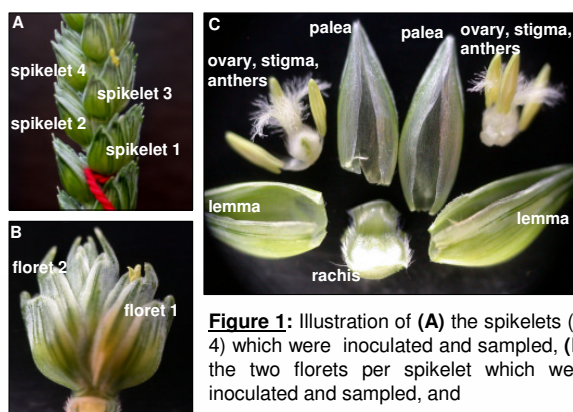 A
spikelet 4
spikelet 3
spikelet 2
spikelet 1
B
floret 2
floret 1
C
palea
palea
ovary, stigma,
anthers
ovary, stigma,
anthers
lemma
lemma
rachis
Figure 1: Illustration of (A) the spikelets (
4) which were inoculated and sampled, (
the two florets per spikelet which we
inoculated and sampled, and